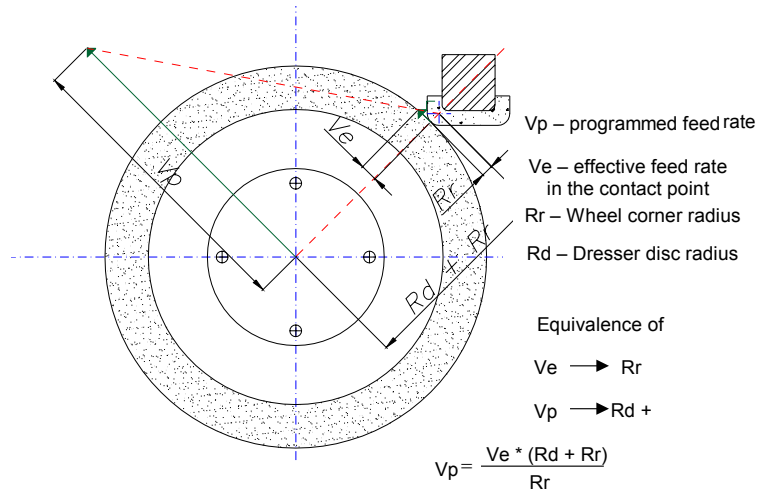 Vp
Ve
Rr
Rd + Rr
Vp – programmed feed rate
Ve – effective feed rate
in the contact point
Rr – Wheel corner radius
Rd – Dresser disc radius
Equivalence of
Ve → Rr
Vp → Rd +
Vp = Ve * (Rd + Rr)
Rr